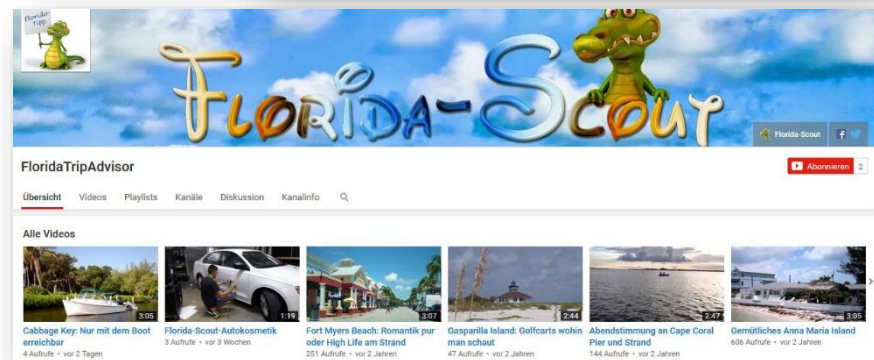 Florida-
Tipp
FLORIDA-SCOUT
Florida-Scout
FloridaTripAdvisor
Abonnieren 2
Übersicht Videos Playlists Kanäle Diskussion Kanalinfo
Alle Videos
3:05 1:19 3:07 2:44 2:47 3:05
Cabbage Key: Nur mit dem Boot erreichbar
4 Aufrufe • vor 2 Tagen
Florida-Scout-Autokosmetik
3 Aufrufe • vor 3 Wochen
Fort Myers Beach: Romantik pur
oder High Life am Strand
251 Aufrufe • vor 2 Jahren
Gasparilla Island: Golfcarts wohin
man schaut
47 Aufrufe • vor 2 Jahren
Abendstimmung an Cape Coral
Pier und Strand
144 Aufrufe • vor 2 Jahren
Gemütliches Anna Maria Island
606 Aufrufe • vor 2 Jahren